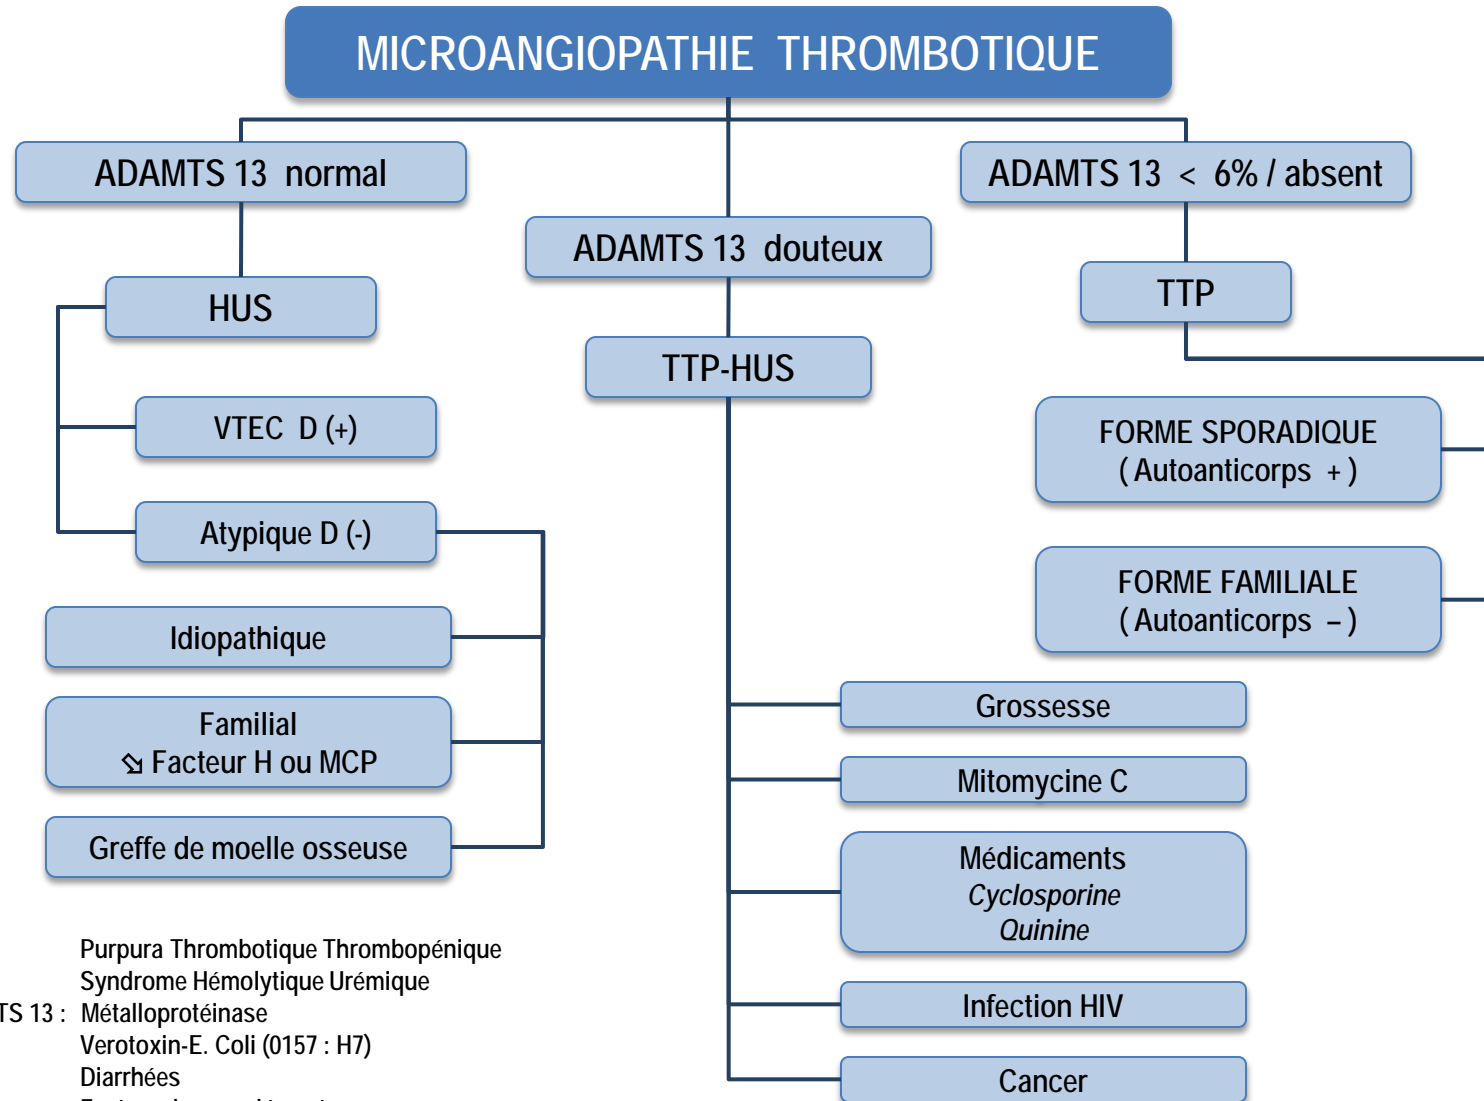 MICROANGIOPATHIE THROMBOTIQUE
ADAMTS 13 normal
ADAMTS 13 < 6% / absent
ADAMTS 13 douteux
HUS
TTP
TTP-HUS
VTEC D (+)
FORME SPORADIQUE
( Autoanticorps + )
Atypique D (-)
FORME FAMILIALE
( Autoanticorps – )
Idiopathique
Familial
⇘ Facteur H ou MCP
Greffe de moelle osseuse
Grossesse
Mitomycine C
Médicaments
Cyclosporine
Quinine
Infection HIV
Cancer
Purpura Thrombotique Thrombopénique
Syndrome Hémolytique Urémique
TS 13 : Métalloprotéinase
Verotoxin-E. Coli (0157 : H7)
Diarrhées